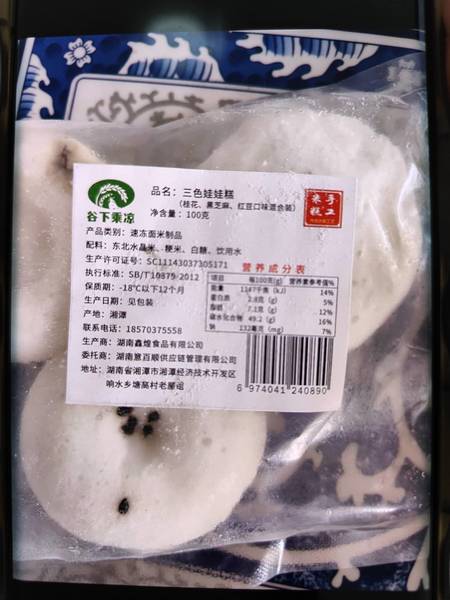 谷下乘凉
品名：三色娃娃糕
（桂花、黑芝麻、红豆口味混合装）
净含量：100克
手工米糕
产品类别：速冻面米制品
配料：东北水晶米、粳米、白糖、饮用水
生产许可证号：SC11143037305171
执行标准：SB/T10379-2012
保质期：-18℃以下12个月
生产日期：见包装
产地：湘潭
联系电话：18570375558
生产商：湖南鑫煌食品有限公司
委托商：湖南意百顺供应链管理有限公司
地址：湖南省湘潭市湘潭经济技术开发区
响水乡塘高村老屋组
营养成分表
项目 每100克(g) 营养素参考值%
能量 1147千焦(kJ) 14%
蛋白质 2.8克(g) 5%
脂肪 7.1克(g) 12%
碳水化合物 49.2(g) 16%
钠 132毫克(mg) 7%
6 974041 240890